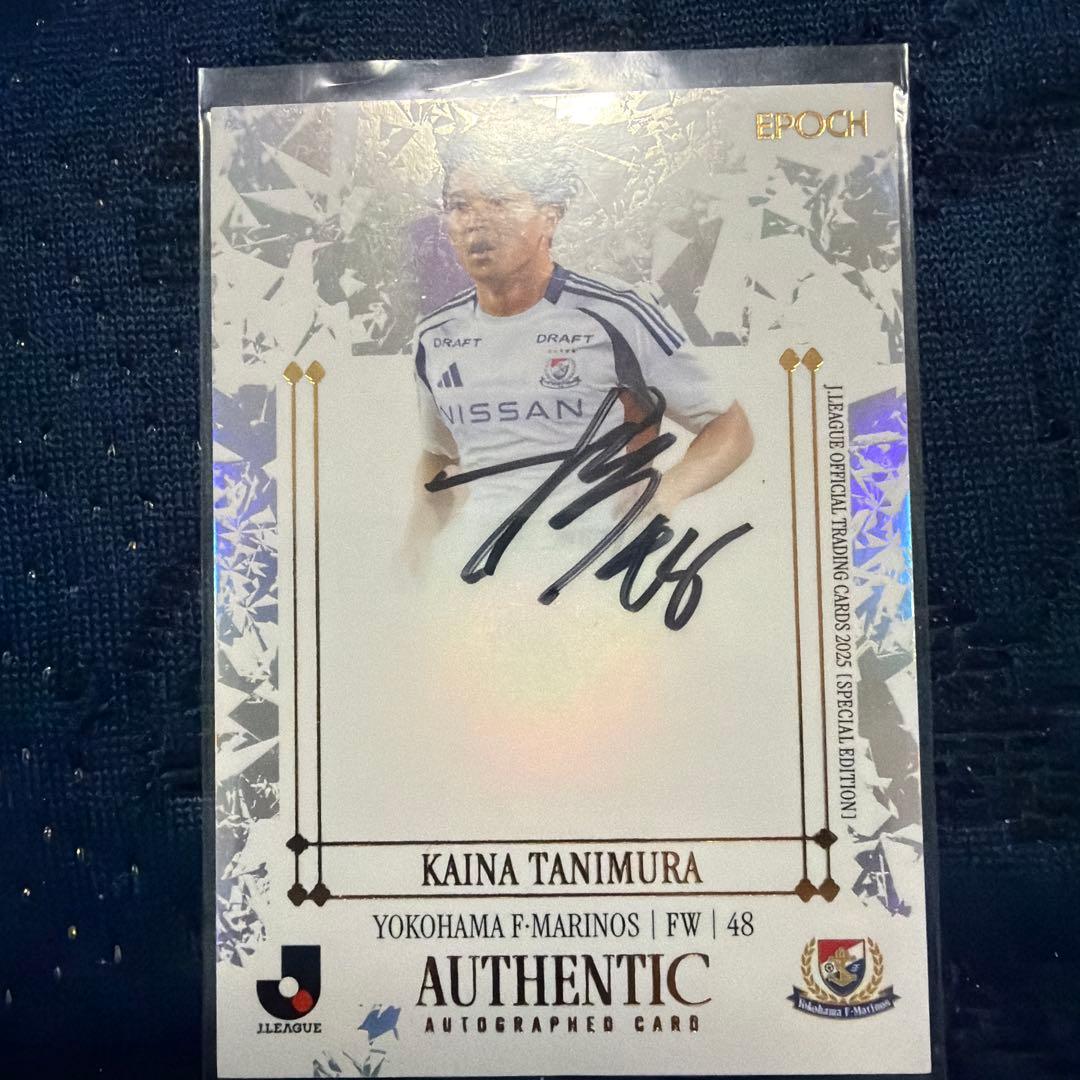 EPOCH
DRAFT
DRAFT
NISSAN
48
J.LEAGUE OFFICIAL TRADING CARDS 2025 [SPECIAL EDITION]
KAINA TANIMURA
YOKOHAMA F·MARINOS | FW | 48
AUTHENTIC
AUTOGRAPHED CARD
J.LEAGUE
Yokohama F·Marinos